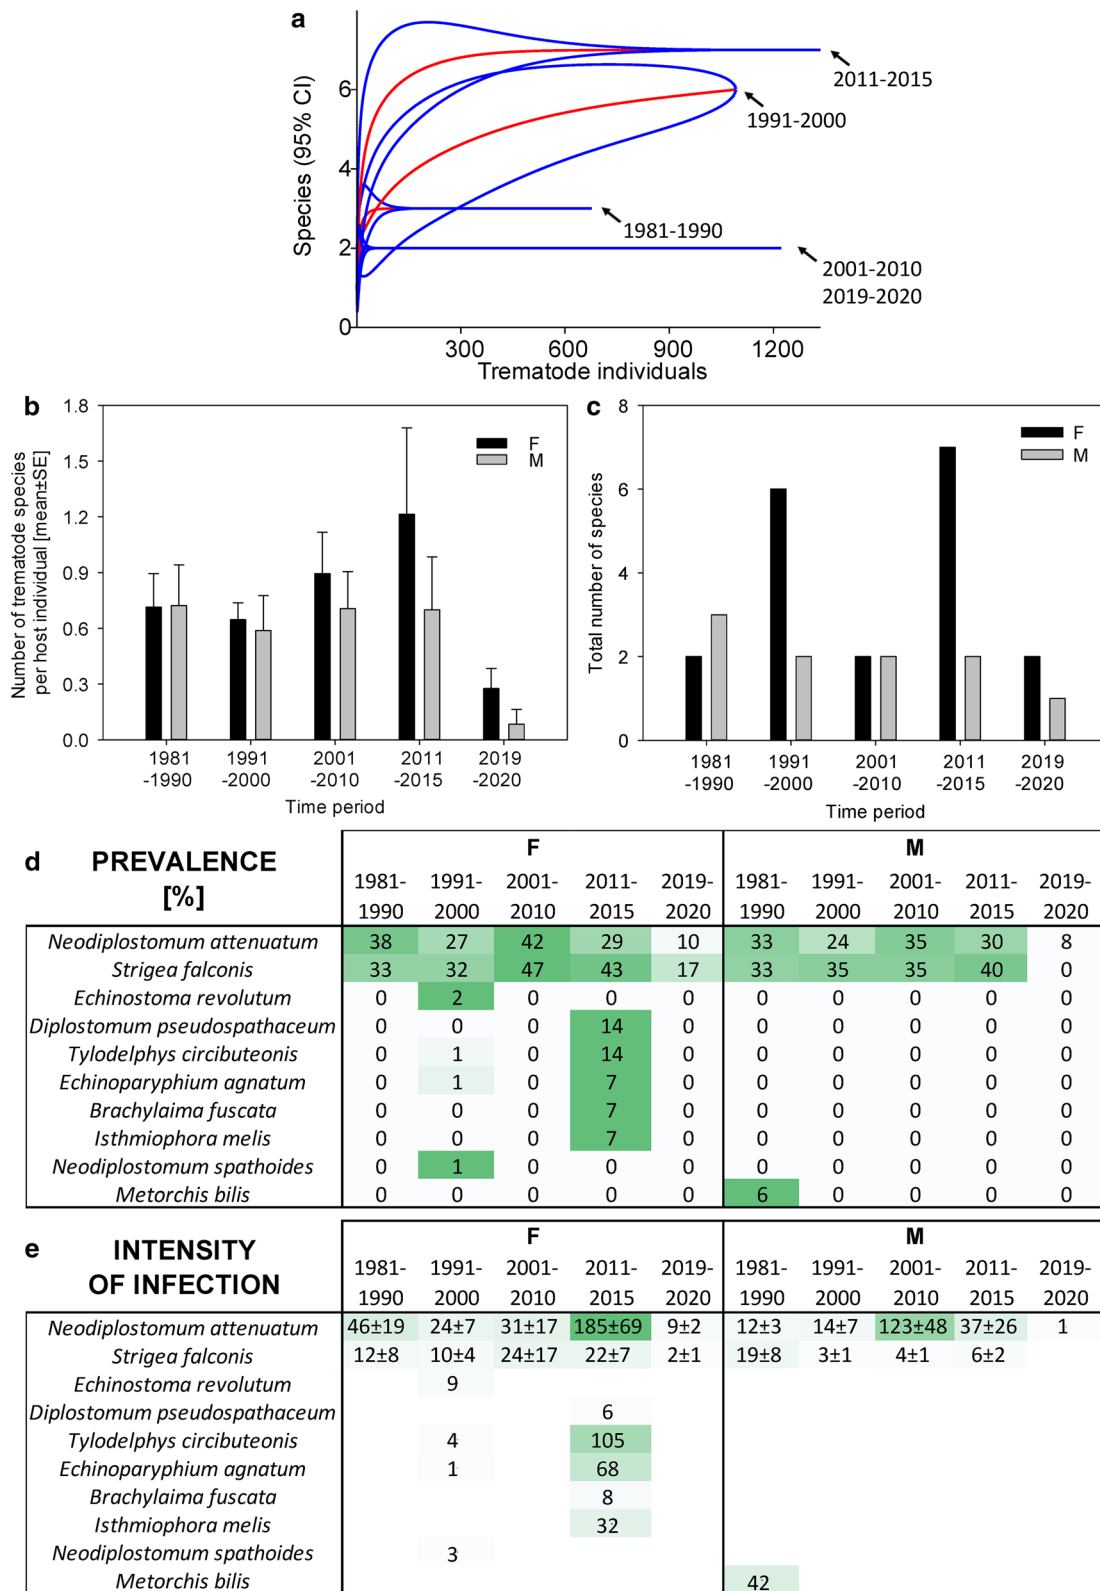 a
Species (95% CI)
6
4
2
0
300 600 900 1200
Trematode individuals
2011-2015
1991-2000
1981-1990
2001-2010
2019-2020
b
Number of trematode species
per host individual [mean±SE]
1.8
1.5
1.2
0.9
0.6
0.3
0.0
F
M
1981 1991 2001 2011 2019
-1990 -2000 -2010 -2015 -2020
Time period
c
Total number of species
8
6
4
2
0
F
M
1981 1991 2001 2011 2019
-1990 -2000 -2010 -2015 -2020
Time period
d PREVALENCE
[%]
F M
1981- 1991- 2001- 2011- 2019- 1981- 1991- 2001- 2011- 2019-
1990 2000 2010 2015 2020 1990 2000 2010 2015 2020
Neodiplostomum attenuatum 38 27 42 29 10 33 24 35 30 8
Strigea falconis 33 32 47 43 17 33 35 35 40 0
Echinostoma revolutum 0 2 0 0 0 0 0 0 0 0
Diplostomum pseudospathaceum 0 0 0 14 0 0 0 0 0 0
Tylodelphys circibuteonis 0 1 0 14 0 0 0 0 0 0
Echinoparyphium agnatum 0 1 0 7 0 0 0 0 0 0
Brachylaima fuscata 0 0 0 7 0 0 0 0 0 0
Isthmiophora melis 0 0 0 7 0 0 0 0 0 0
Neodiplostomum spathoides 0 1 0 0 0 0 0 0 0 0
Metorchis bilis 0 0 0 0 0 6 0 0 0 0
e INTENSITY
OF INFECTION
F M
1981- 1991- 2001- 2011- 2019- 1981- 1991- 2001- 2011- 2019-
1990 2000 2010 2015 2020 1990 2000 2010 2015 2020
Neodiplostomum attenuatum 46±19 24±7 31±17 185±69 9±2 12±3 14±7 123±48 37±26 1
Strigea falconis 12±8 10±4 24±17 22±7 2±1 19±8 3±1 4±1 6±2
Echinostoma revolutum 9
Diplostomum pseudospathaceum 6
Tylodelphys circibuteonis 4 105
Echinoparyphium agnatum 1 68
Brachylaima fuscata 8
Isthmiophora melis 32
Neodiplostomum spathoides 3
Metorchis bilis 42